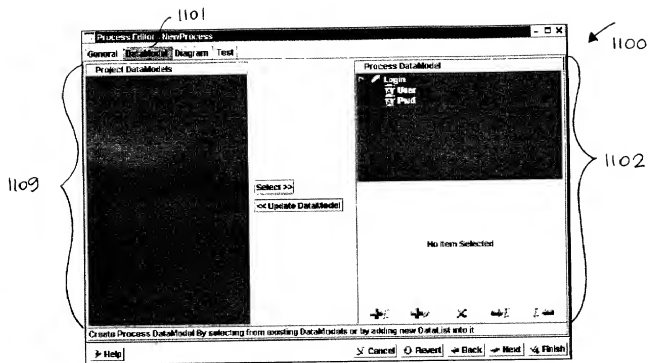 1101
Process Editor - NewProcess
1100
General DataModel Diagram Test
Project DataModels
Process DataModel
Login
User
Pwd
1109
1102
Select >>
<< Update DataModel
No Item Selected
Create Process DataModel By selecting from existing DataModels or by adding new DataList into it
Help
Cancel Revert Back Next Finish